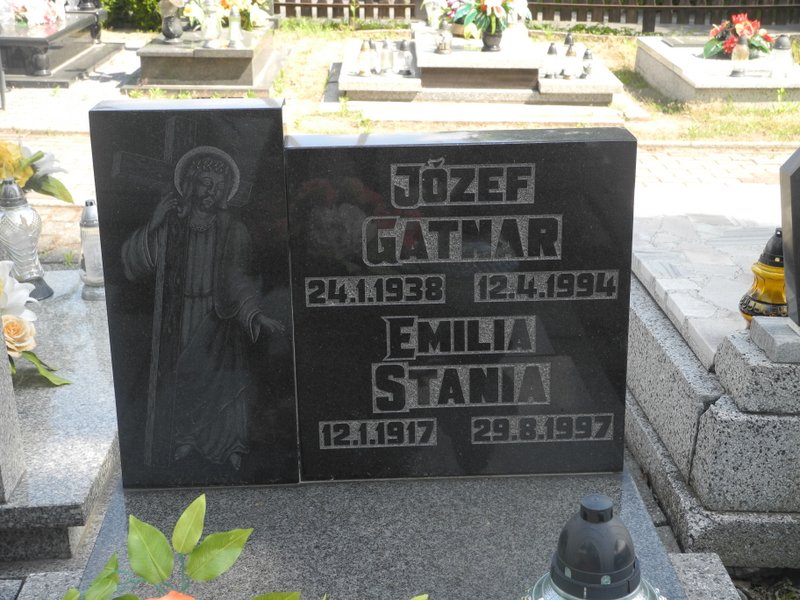 Józef
Gatnar
24.1.1938 12.4.1994
Emilia
Stania
12.1.1917 29.8.1997